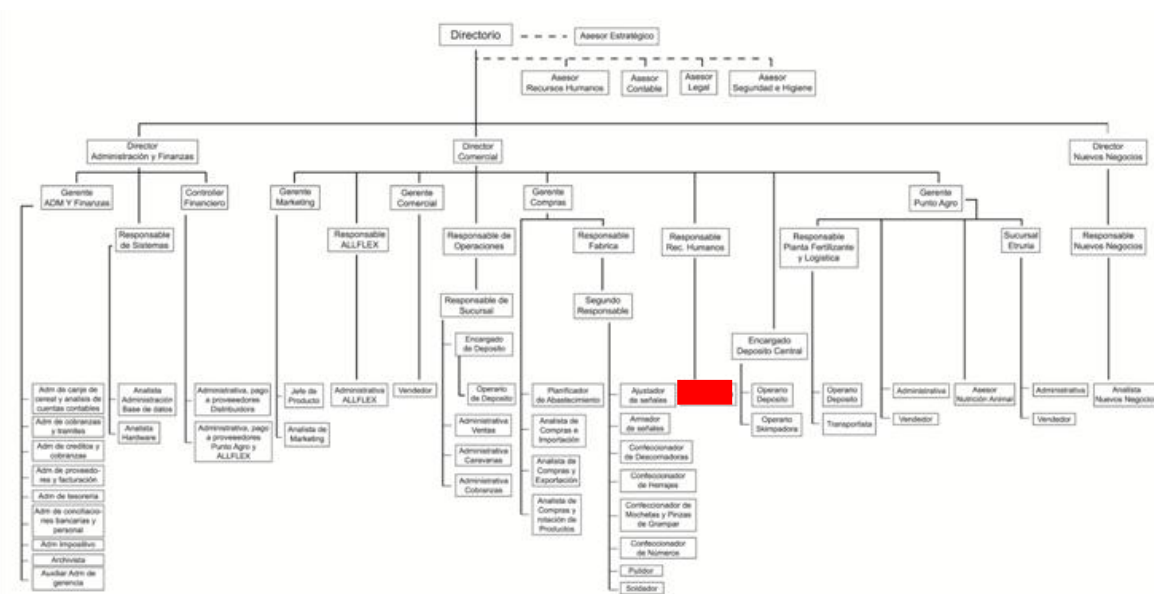 Directorio
Asesor Estratégico
Asesor
Recursos Humanos
Asesor
Contable
Asesor
Legal
Asesor
Seguridad e Higiene
Director
Administración y Finanzas
Director
Comercial
Director
Nuevos Negocios
Gerente
ADM Y Finanzas
Controller
Financiero
Gerente
Marketing
Gerente
Comercial
Gerente
Compras
Gerente
Punto Agro
Responsable
de Sistemas
Responsable
ALLFLEX
Responsable de
Operaciones
Responsable
Fabrica
Responsable
Rec. Humanos
Responsable
Planta Fertilizante
y Logistica
Sucursal
Etruria
Responsable
Nuevos Negocios
Responsable de
Sucursal
Segundo
Responsable
Encargado
de Deposito
Encargado
Deposito Central
Adm de canje de
cereal y analisis de
cuentas contables
Adm de cobranzas
y tramites
Adm de creditos y
cobranzas
Adm de proveedo-
res y facturación
Adm de tesoreria
Adm de conciliacio-
nes bancarias y
personal
Adm Impositivo
Archivista
Auxiliar Adm de
gerencia
Analista
Administración
Base de datos
Analista
Hardware
Administrativa, pago
a proveeedores
Distribuidora
Administrativa, pago
a proveeedores
Punto Agro y
ALLFLEX
Jefe de
Producto
Analista de
Marketing
Administrativa
ALLFLEX
Vendedor
Operario
de Deposito
Administrativa
Ventas
Administrativa
Caravanas
Administrativa
Cobranzas
Planificador
de Abastecimiento
Analista de
Compras e
Importación
Analista de
Compras y
Exportación
Analista de
Compras y
rotación de
Productos
Ajustador
de señales
Armador
de señales
Confeccionador
de Descornadoras
Confeccionador
de Herrajes
Confeccionador de
Mochetas y Pinzas
de Grampar
Confeccionador
de Números
Pulidor
Soldador
Operario
Deposito
Operario
Skimpadora
Operario
Deposito
Transportista
Administrativa
Vendedor
Asesor
Nutrición Animal
Administrativa
Vendedor
Analista
Nuevos Negocio